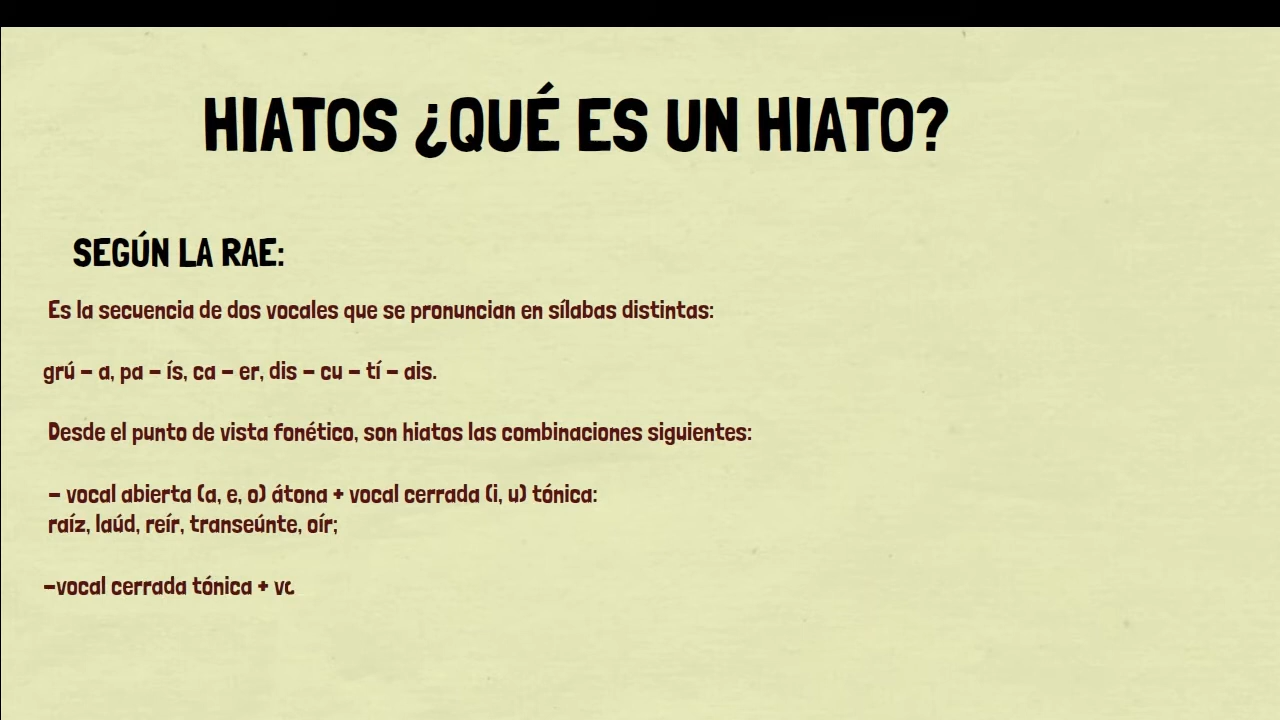 HIATOS ¿QUÉ ES UN HIATO?
SEGÚN LA RAE:
Es la secuencia de dos vocales que se pronuncian en sílabas distintas:
grú – a, pa – ís, ca – er, dis – cu – tí – ais.
Desde el punto de vista fonético, son hiatos las combinaciones siguientes:
– vocal abierta (a, e, o) átona + vocal cerrada (i, u) tónica:
raíz, laúd, reír, transeúnte, oír;
–vocal cerrada tónica +